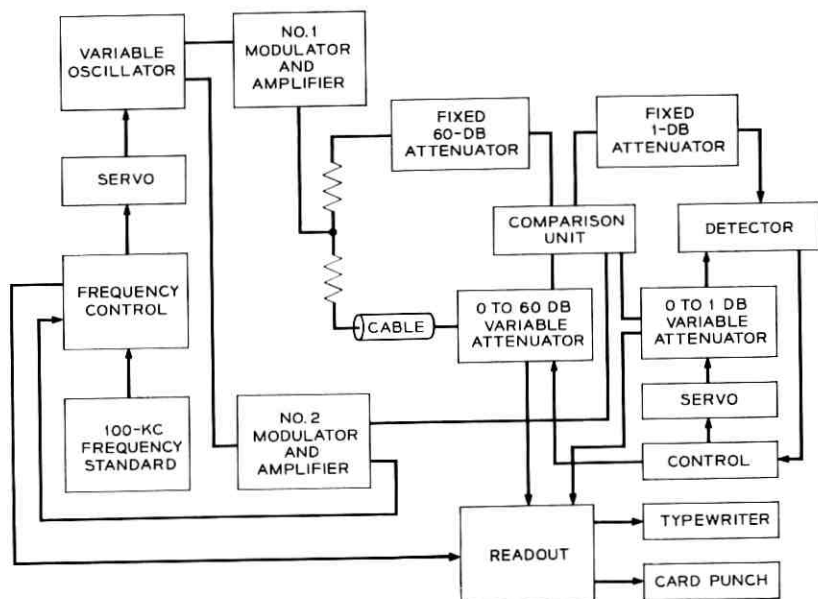 VARIABLE
OSCILLATOR
NO.1
MODULATOR
AND
AMPLIFIER
FIXED
60-DB
ATTENUATOR
FIXED
1-DB
ATTENUATOR
SERVO
COMPARISON
UNIT
DETECTOR
FREQUENCY
CONTROL
CABLE
0 TO 60 DB
VARIABLE
ATTENUATOR
0 TO 1 DB
VARIABLE
ATTENUATOR
SERVO
100-KC
FREQUENCY
STANDARD
NO.2
MODULATOR
AND
AMPLIFIER
CONTROL
READOUT
TYPEWRITER
CARD PUNCH